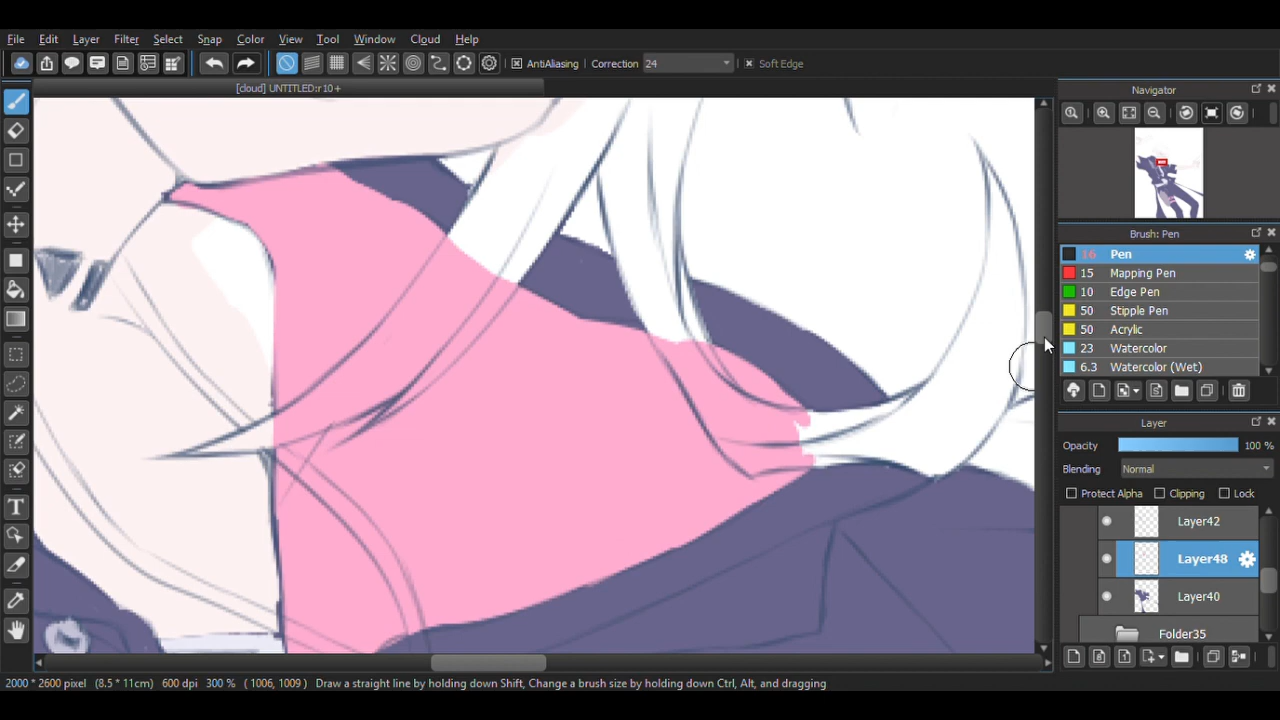 File Edit Layer Filter Select Snap Color View Tool Window Cloud Help
AntiAliasing Correction 24 Soft Edge
[cloud] UNTITLED:r10+
Navigator
Brush: Pen
16 Pen
15 Mapping Pen
10 Edge Pen
50 Stipple Pen
50 Acrylic
23 Watercolor
6.3 Watercolor (Wet)
Layer
Opacity 100 %
Blending Normal
Protect Alpha Clipping Lock
Layer42
Layer48
Layer40
Folder35
2000 * 2600 pixel (8.5 * 11cm) 600 dpi 300 % ( 1006, 1009 ) Draw a straight line by holding down Shift, Change a brush size by holding down Ctrl, Alt, and dragging